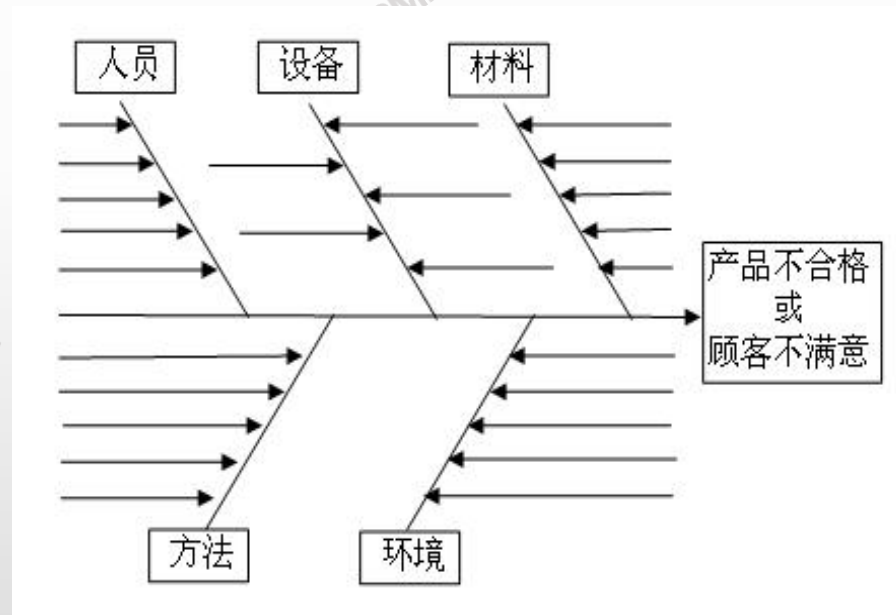 人员
设备
材料
产品不合格
或
顾客不满意
方法
环境